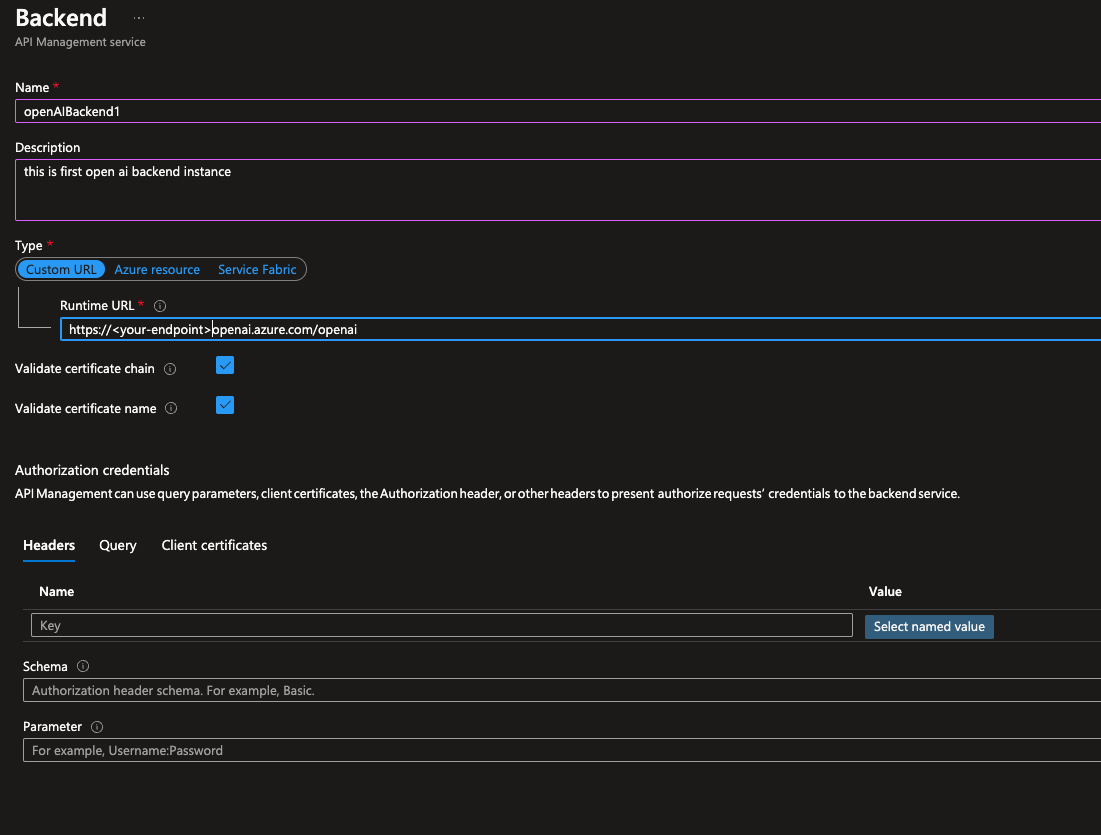 Backend ...
API Management service
Name *
openAIBackend1
Description
this is first open ai backend instance
Type *
Custom URL Azure resource Service Fabric
Runtime URL *
https://<your-endpoint>openai.azure.com/openai
Validate certificate chain
Validate certificate name
Authorization credentials
API Management can use query parameters, client certificates, the Authorization header, or other headers to present authorize requests’ credentials to the backend service.
Headers Query Client certificates
Name Value
Key Select named value
Schema
Authorization header schema. For example, Basic.
Parameter
For example, Username:Password